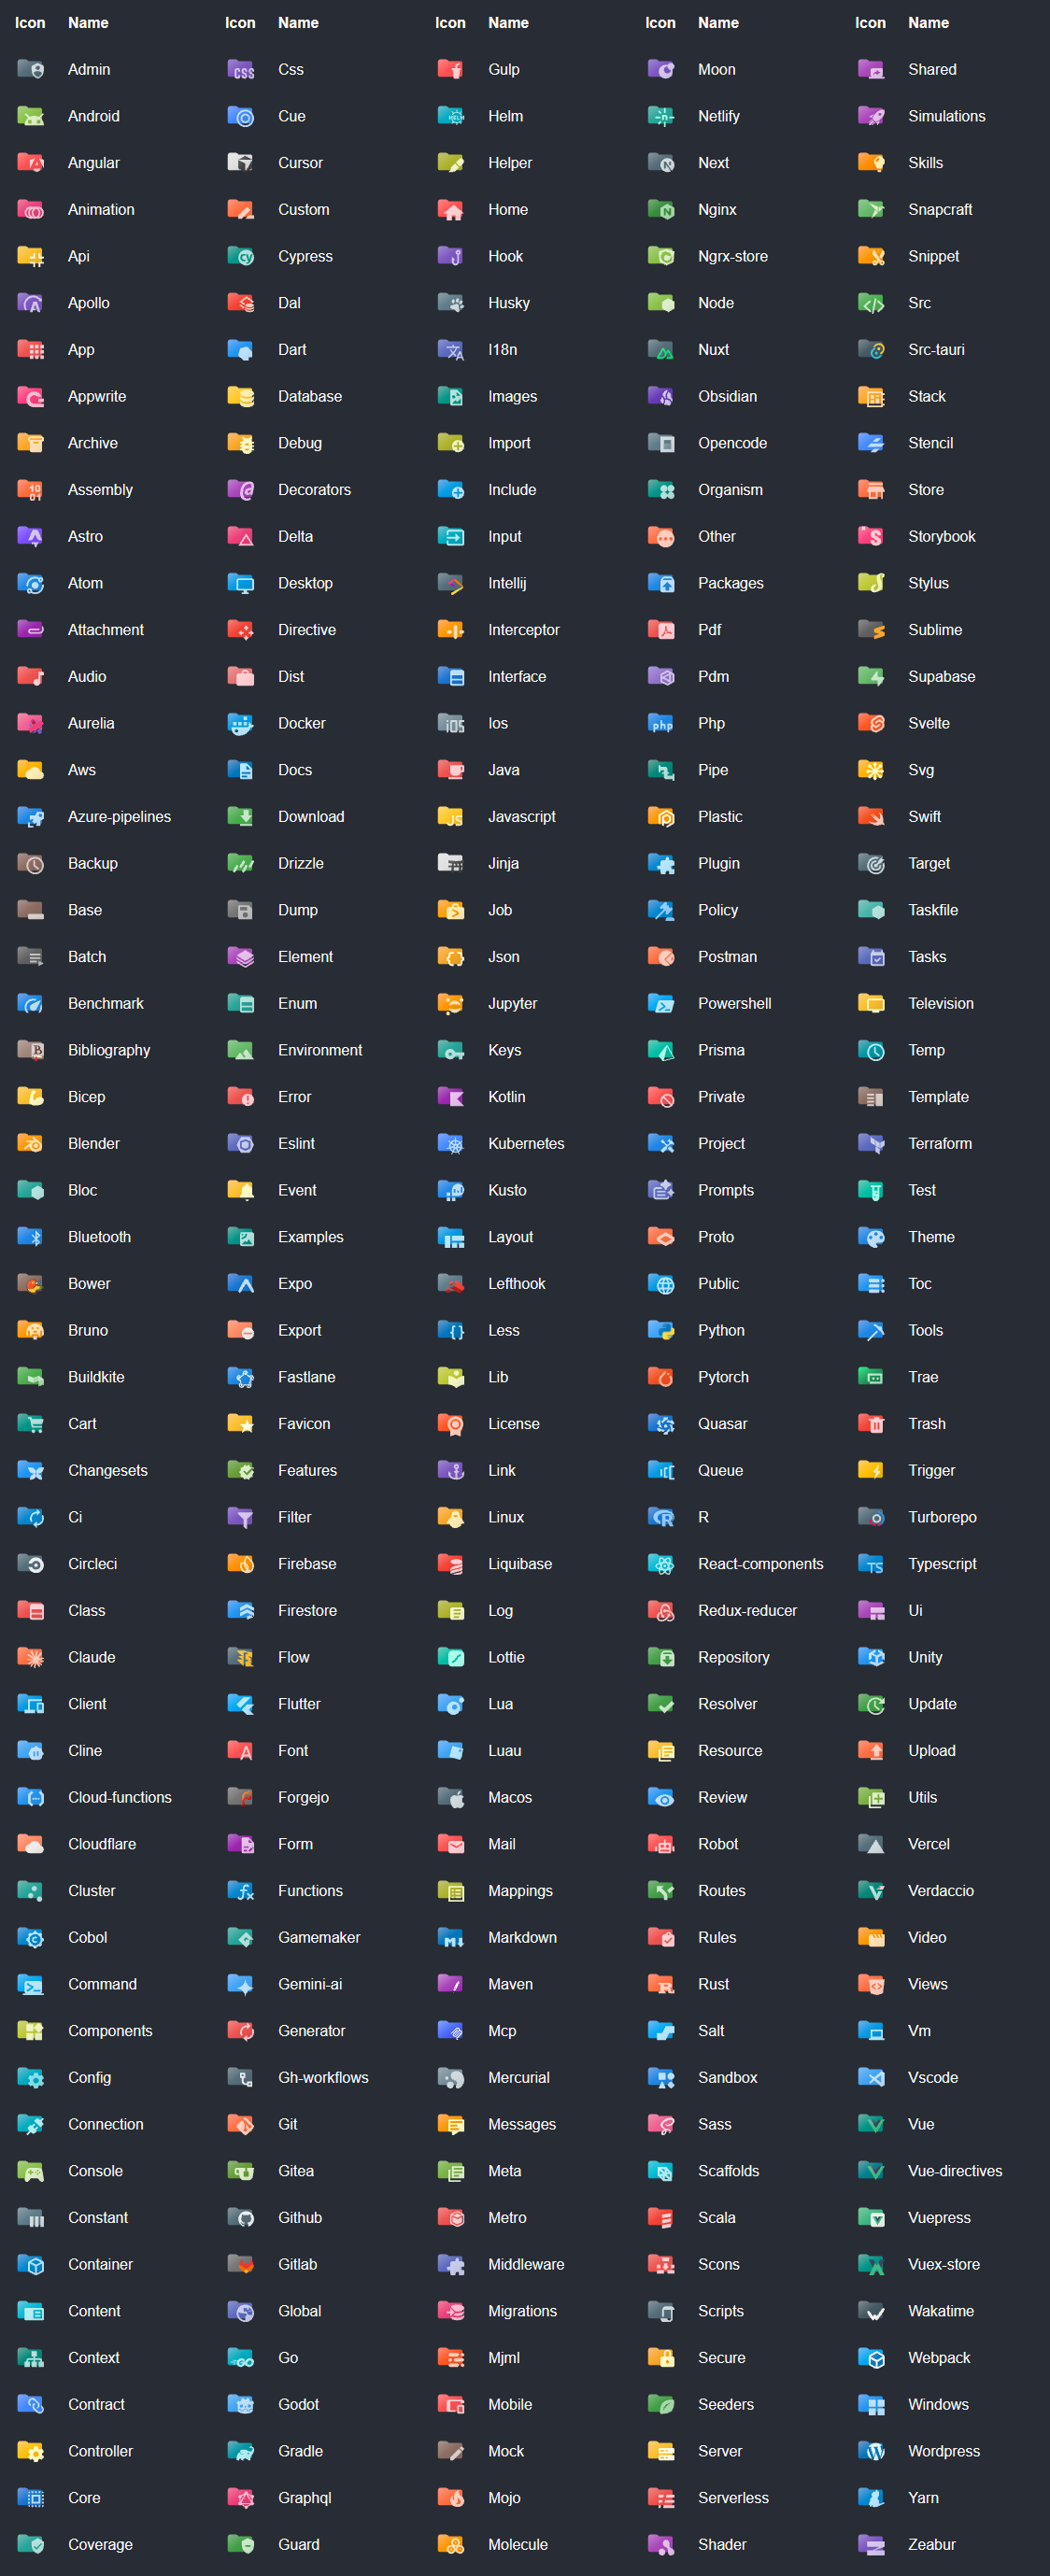 Icon Name Icon Name Icon Name Icon Name Icon Name
Admin Css Gulp Moon Shared
Android Cue Helm Netlify Simulations
Angular Cursor Helper Next Skills
Animation Custom Home Nginx Snapcraft
Api Cypress Hook Ngrx-store Snippet
Apollo Dal Husky Node Src
App Dart I18n Nuxt Src-tauri
Appwrite Database Images Obsidian Stack
Archive Debug Import Opencode Stencil
Assembly Decorators Include Organism Store
Astro Delta Input Other Storybook
Atom Desktop Intellij Packages Stylus
Attachment Directive Interceptor Pdf Sublime
Audio Dist Interface Pdm Supabase
Aurelia Docker Ios Php Svelte
Aws Docs Java Pipe Svg
Azure-pipelines Download Javascript Plastic Swift
Backup Drizzle Jinja Plugin Target
Base Dump Job Policy Taskfile
Batch Element Json Postman Tasks
Benchmark Enum Jupyter Powershell Television
Bibliography Environment Keys Prisma Temp
Bicep Error Kotlin Private Template
Blender Eslint Kubernetes Project Terraform
Bloc Event Kusto Prompts Test
Bluetooth Examples Layout Proto Theme
Bower Expo Lefthook Public Toc
Bruno Export Less Python Tools
Buildkite Fastlane Lib Pytorch Trae
Cart Favicon License Quasar Trash
Changesets Features Link Queue Trigger
Ci Filter Linux R Turborepo
Circleci Firebase Liquibase React-components Typescript
Class Firestore Log Redux-reducer Ui
Claude Flow Lottie Repository Unity
Client Flutter Lua Resolver Update
Cline Font Luau Resource Upload
Cloud-functions Forgejo Macos Review Utils
Cloudflare Form Mail Robot Vercel
Cluster Functions Mappings Routes Verdaccio
Cobol Gamemaker Markdown Rules Video
Command Gemini-ai Maven Rust Views
Components Generator Mcp Salt Vm
Config Gh-workflows Mercurial Sandbox Vscode
Connection Git Messages Sass Vue
Console Gitea Meta Scaffolds Vue-directives
Constant Github Metro Scala Vuepress
Container Gitlab Middleware Scons Vuex-store
Content Global Migrations Scripts Wakatime
Context Go Mjml Secure Webpack
Contract Godot Mobile Seeders Windows
Controller Gradle Mock Server Wordpress
Core Graphql Mojo Serverless Yarn
Coverage Guard Molecule Shader Zeabur